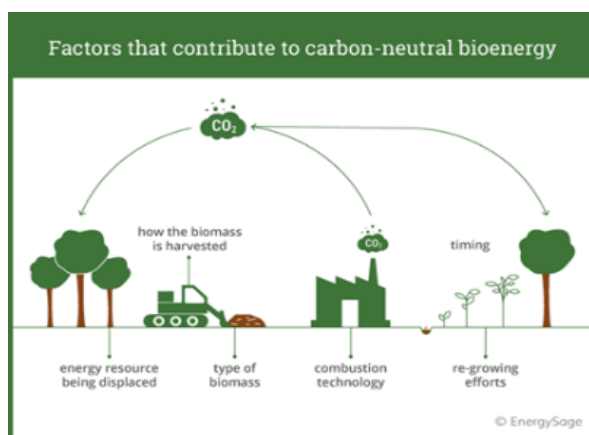 Factors that contribute to carbon-neutral bioenergy
CO₂
how the biomass
is harvested
CO₂
timing
energy resource
being displaced
type of
biomass
combustion
technology
re-growing
efforts
© EnergySage